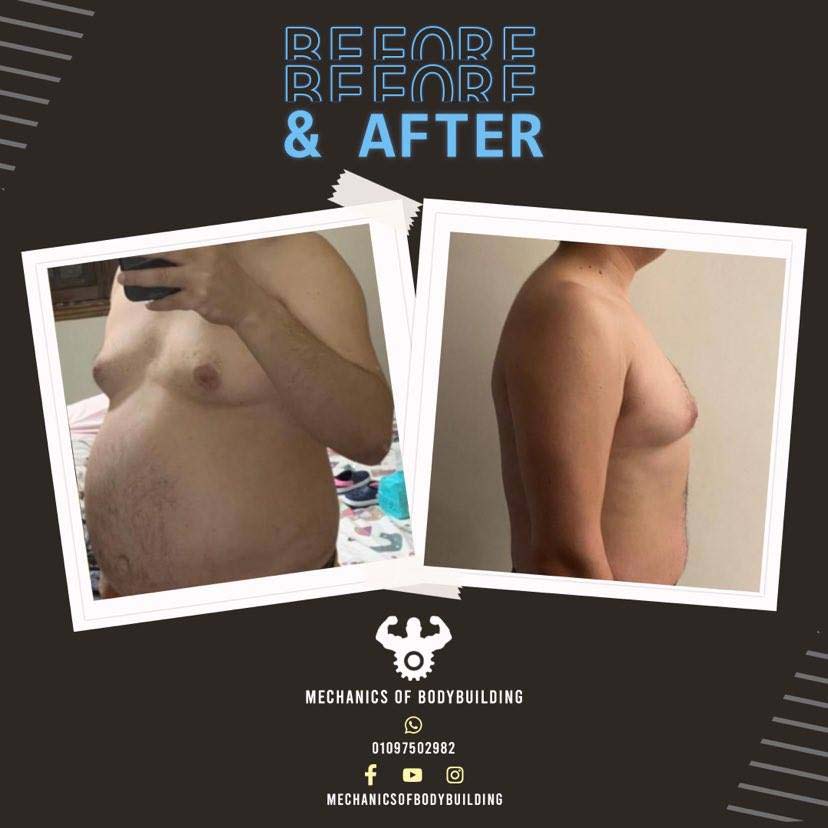 BEFORE
BEFORE
& AFTER
MECHANICS OF BODYBUILDING
01097502982
MECHANICSOFBODYBUILDING